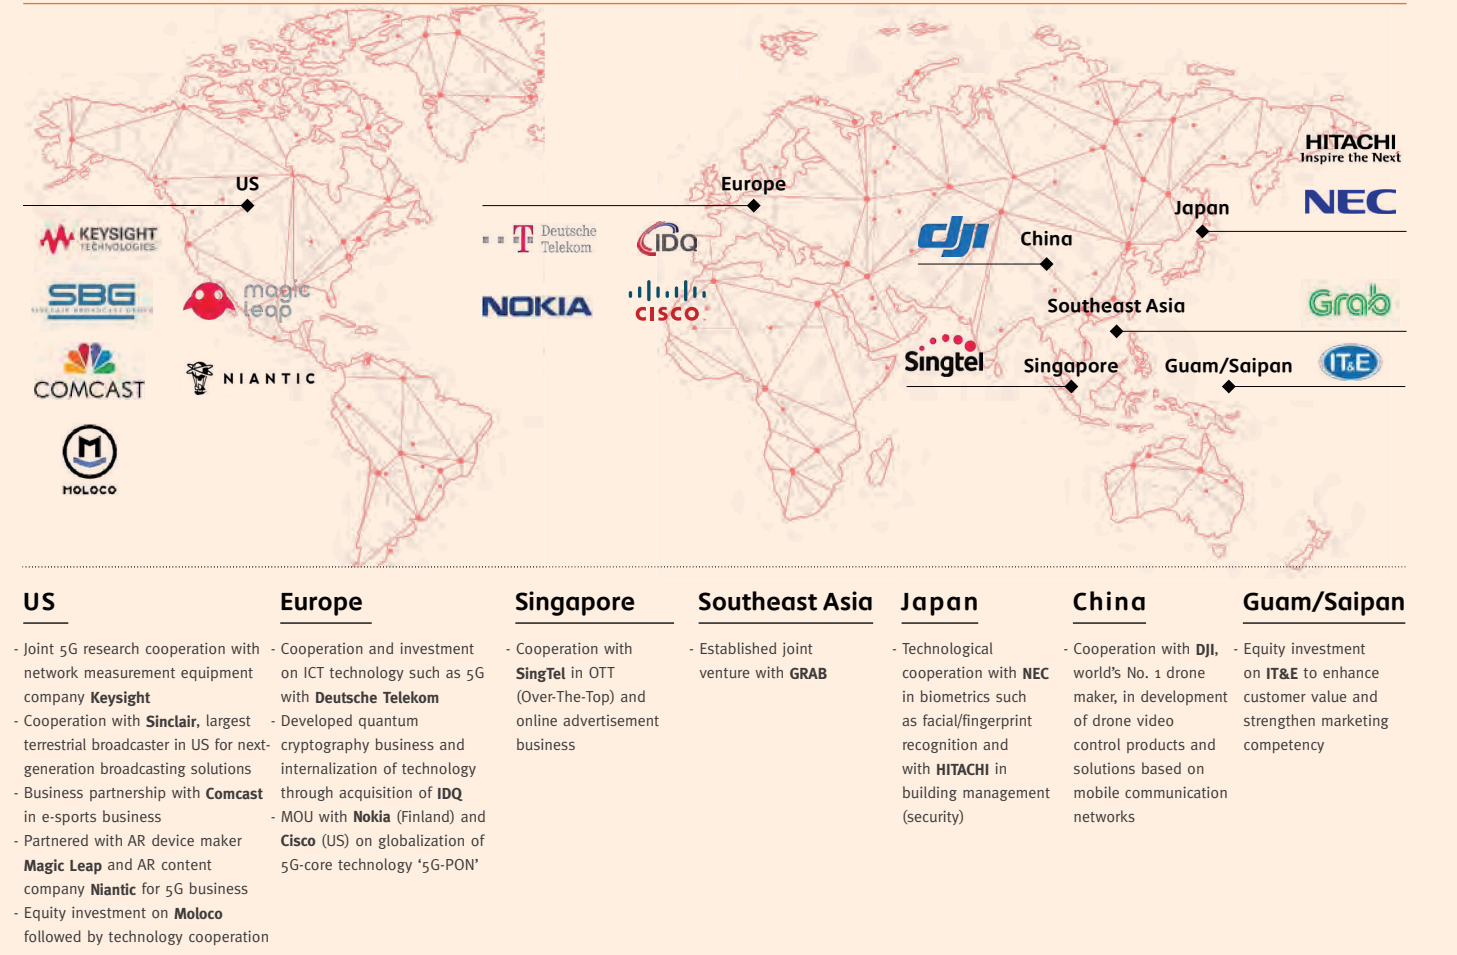 HITACHI
Inspire the Next
US
Europe
NEC
Japan
KEYSIGHT
TECHNOLOGIES
Deutsche
Telekom
IDQ
DJI
China
SBG
SINCLAIR BROADCAST GROUP
magic
leap
NOKIA
CISCO
Southeast Asia
Grab
COMCAST
NIANTIC
Singtel
Singapore
Guam/Saipan
IT&E
M
MOLOCO
US
- Joint 5G research cooperation with
network measurement equipment
company Keysight
- Cooperation with Sinclair, largest
terrestrial broadcaster in US for next-
generation broadcasting solutions
- Business partnership with Comcast
in e-sports business
- Partnered with AR device maker
Magic Leap and AR content
company Niantic for 5G business
- Equity investment on Moloco
followed by technology cooperation
Europe
- Cooperation and investment
on ICT technology such as 5G
with Deutsche Telekom
- Developed quantum
cryptography business and
internalization of technology
through acquisition of IDQ
- MOU with Nokia (Finland) and
Cisco (US) on globalization of
5G-core technology ‘5G-PON’
Singapore
- Cooperation with
SingTel in OTT
(Over-The-Top) and
online advertisement
business
Southeast Asia
- Established joint
venture with GRAB
Japan
- Technological
cooperation with NEC
in biometrics such
as facial/fingerprint
recognition and
with HITACHI in
building management
(security)
China
- Cooperation with DJI,
world’s No. 1 drone
maker, in development
of drone video
control products and
solutions based on
mobile communication
networks
Guam/Saipan
- Equity investment
on IT&E to enhance
customer value and
strengthen marketing
competency